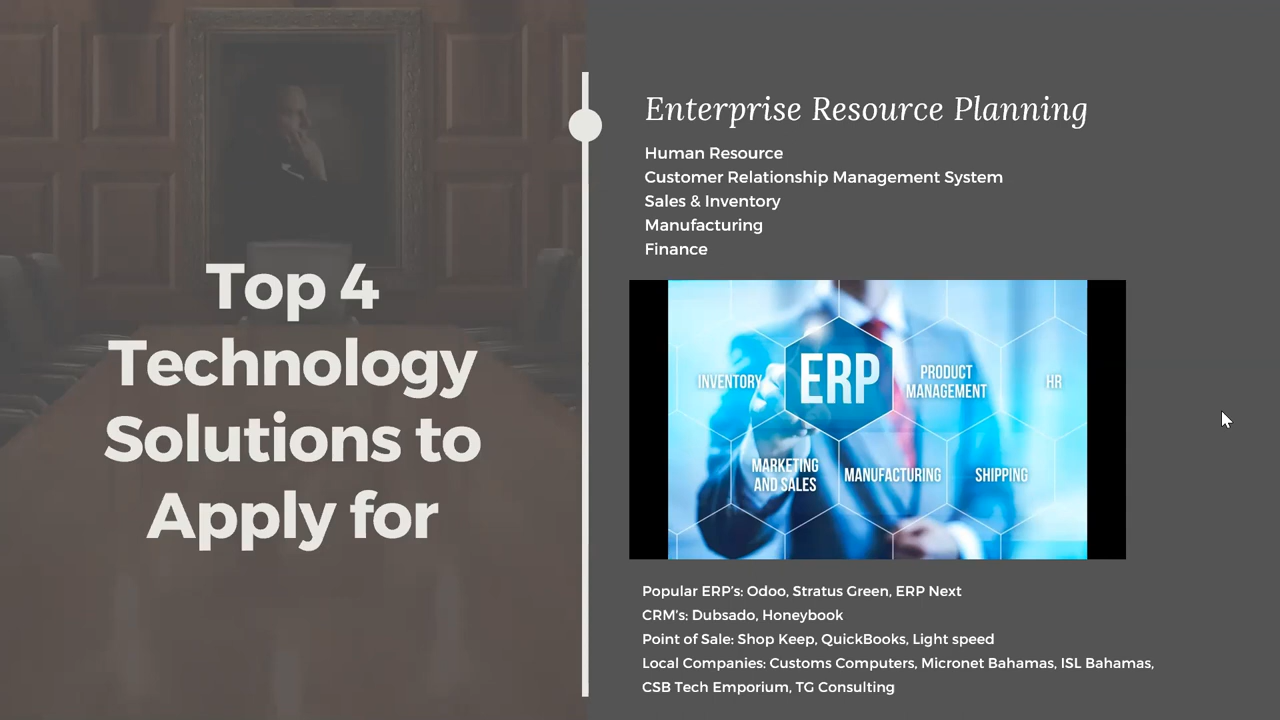 Top 4
Technology
Solutions to
Apply for
Enterprise Resource Planning
Human Resource
Customer Relationship Management System
Sales & Inventory
Manufacturing
Finance
INVENTORY
ERP
PRODUCT
MANAGEMENT
HR
MARKETING
AND SALES
MANUFACTURING
SHIPPING
Popular ERP's: Odoo, Stratus Green, ERP Next
CRM's: Dubsado, Honeybook
Point of Sale: Shop Keep, QuickBooks, Light speed
Local Companies: Customs Computers, Micronet Bahamas, ISL Bahamas,
CSB Tech Emporium, TG Consulting